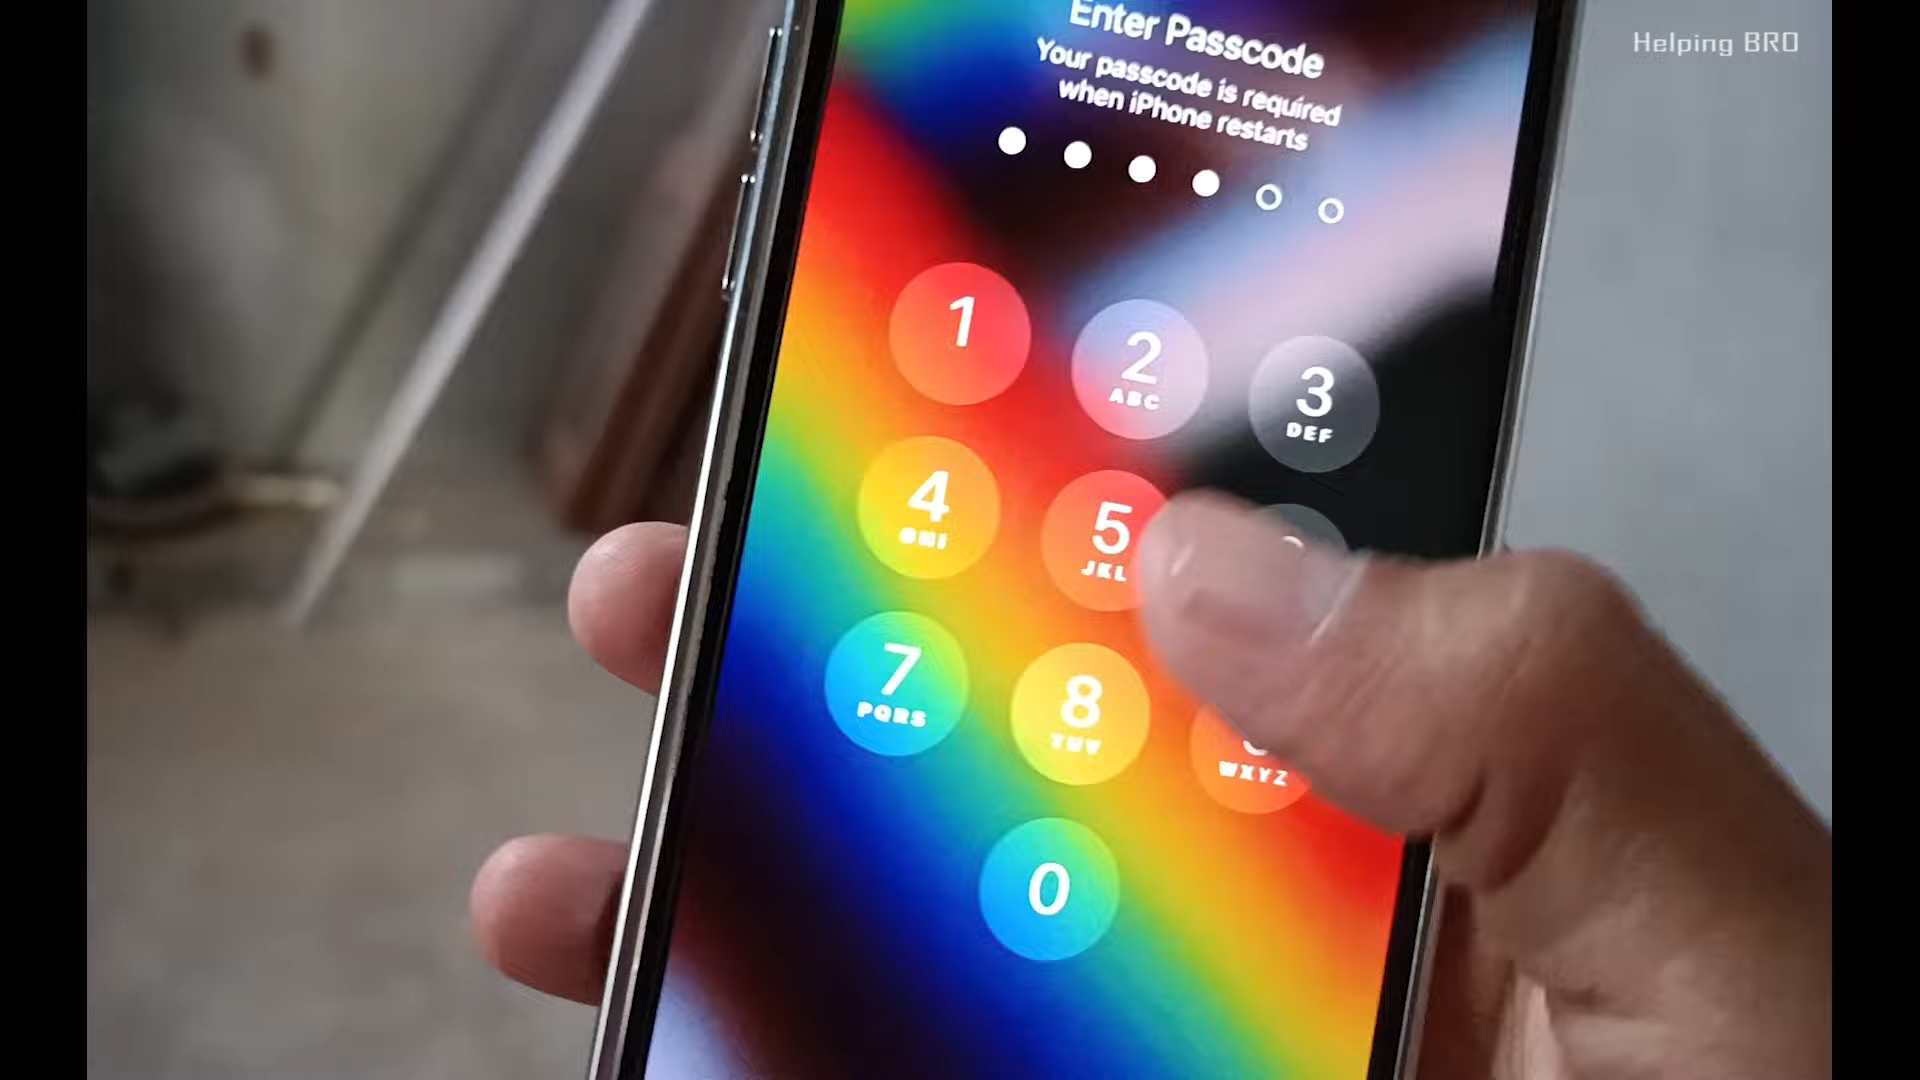 Helping BRO
Enter Passcode
Your passcode is required
when iPhone restarts
1
2
ABC
3
DEF
4
GHI
5
JKL
7
PQRS
8
TUV
WXYZ
0